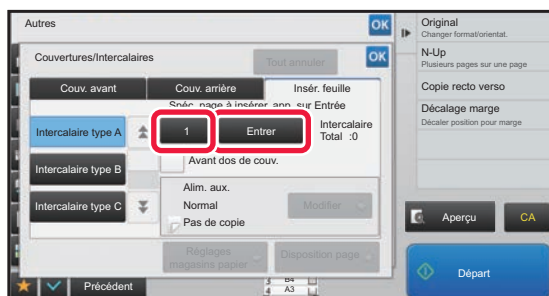 Autres
OK
Couvertures/Intercalaires
Tout annuler
OK
Couv. avant
Couv. arrière
Insér. feuille
Spéc. page à insérer, app. sur Entrée
Intercalaire type A
1
Entrer
Intercalaire
Total :0
Avant dos de couv.
Intercalaire type B
Alim. aux.
Normal
Modifier
Intercalaire type C
Pas de copie
Réglages
magasins papier
Disposition page
Précédent
3 B4
4 A3
Original
Changer format/orientat.
N-Up
Plusieurs pages sur une page
Copie recto verso
Décalage marge
Décaler position pour marge
Aperçu
CA
Départ